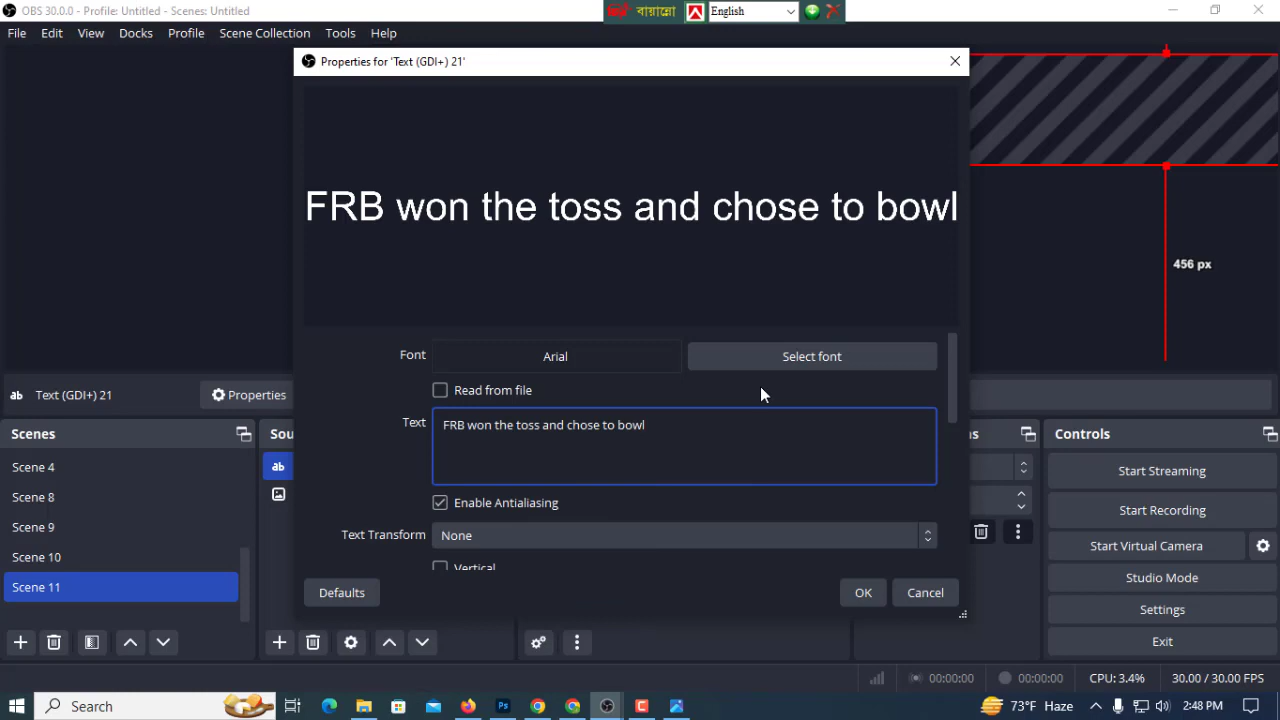 OBS 30.0.0 - Profile: Untitled - Scenes: Untitled
বায়ান্নো English
File Edit View Docks Profile Scene Collection Tools Help
Properties for 'Text (GDI+) 21'
FRB won the toss and chose to bowl
456 px
Font Arial Select font
Read from file
ab Text (GDI+) 21 Properties
Text FRB won the toss and chose to bowl
Scenes Sou ns Controls
Scene 4 ab Start Streaming
Scene 8 Enable Antialiasing Start Recording
Scene 9 Text Transform None Start Virtual Camera
Scene 10 Vertical Studio Mode
Scene 11 Defaults OK Cancel Settings
Exit
00:00:00 00:00:00 CPU: 3.4% 30.00 / 30.00 FPS
Search Ps 73°F Haze 2:48 PM